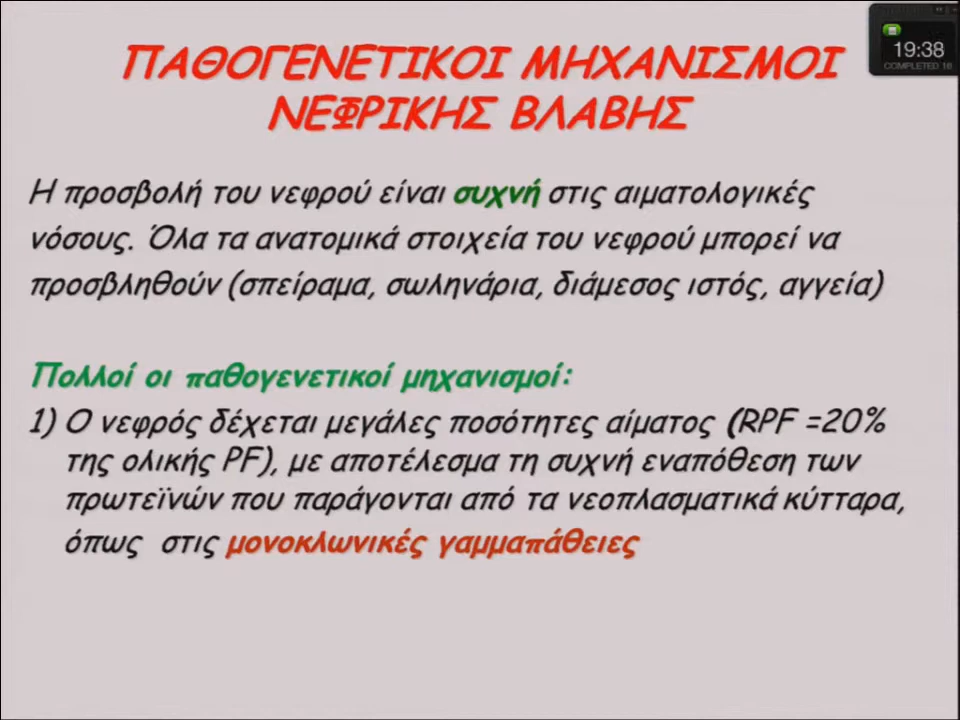 19:38
COMPLETED 16
ΠΑΘΟΓΕΝΕΤΙΚΟΙ ΜΗΧΑΝΙΣΜΟΙ
ΝΕΦΡΙΚΗΣ ΒΛΑΒΗΣ
Η προσβολή του νεφρού είναι συχνή στις αιματολογικές
νόσους. Όλα τα ανατομικά στοιχεία του νεφρού μπορεί να
προσβληθούν (σπείραμα, σωληνάρια, διάμεσος ιστός, αγγεία)
Πολλοί οι παθογενετικοί μηχανισμοί:
1) Ο νεφρός δέχεται μεγάλες ποσότητες αίματος (RPF =20%
της ολικής PF), με αποτέλεσμα τη συχνή εναπόθεση των
πρωτεϊνών που παράγονται από τα νεοπλασματικά κύτταρα,
όπως στις μονοκλωνικές γαμμαπάθειες